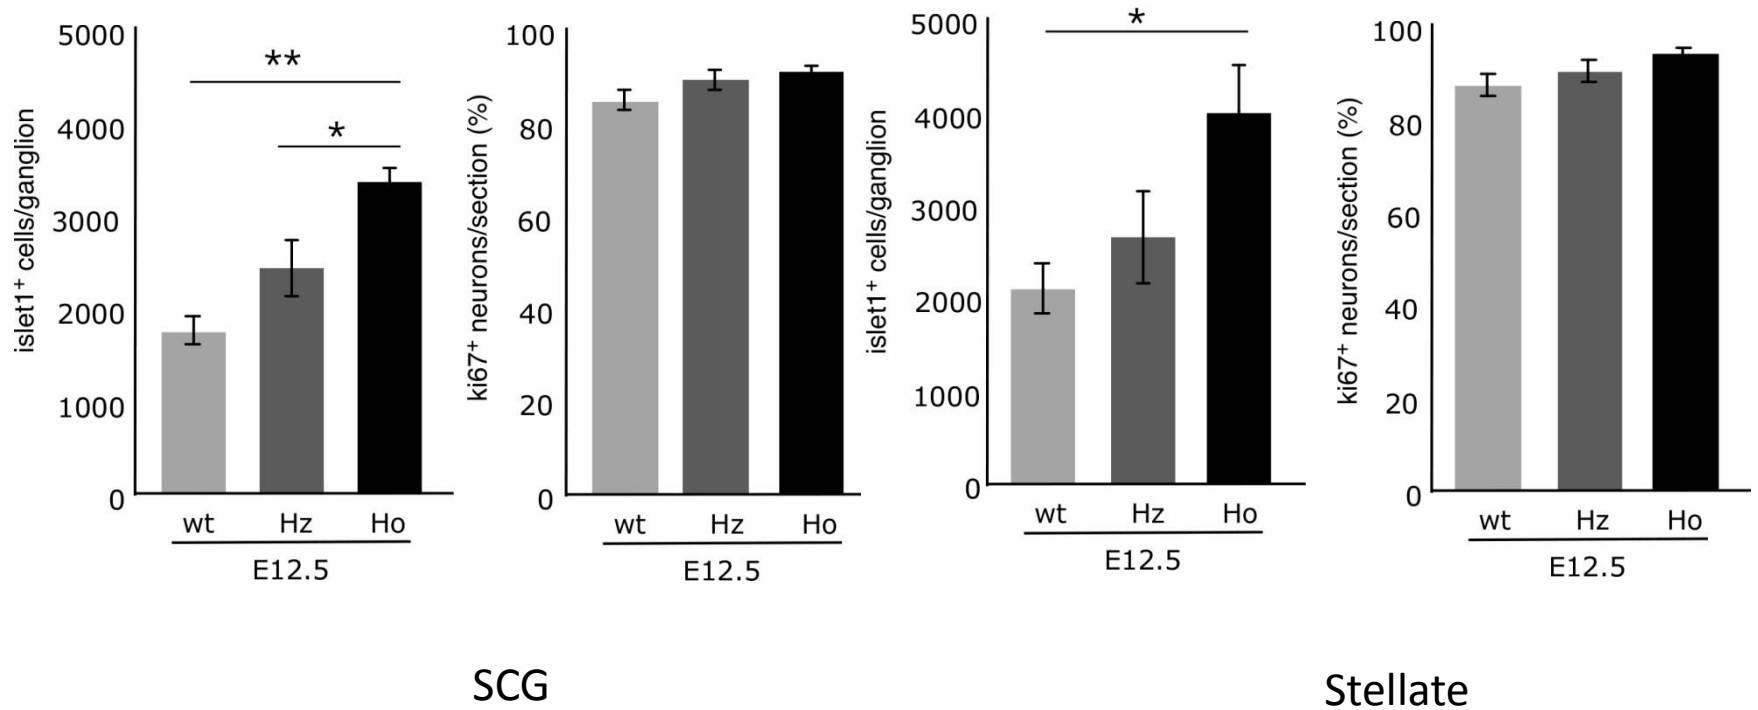 islet1⁺ cells/ganglion
5000
4000
3000
2000
1000
0
**
*
wt Hz Ho
E12.5
ki67⁺ neurons/section (%)
100
80
60
40
20
0
wt Hz Ho
E12.5
SCG
islet1⁺ cells/ganglion
5000
4000
3000
2000
1000
0
*
wt Hz Ho
E12.5
ki67⁺ neurons/section (%)
100
80
60
40
20
0
wt Hz Ho
E12.5
Stellate